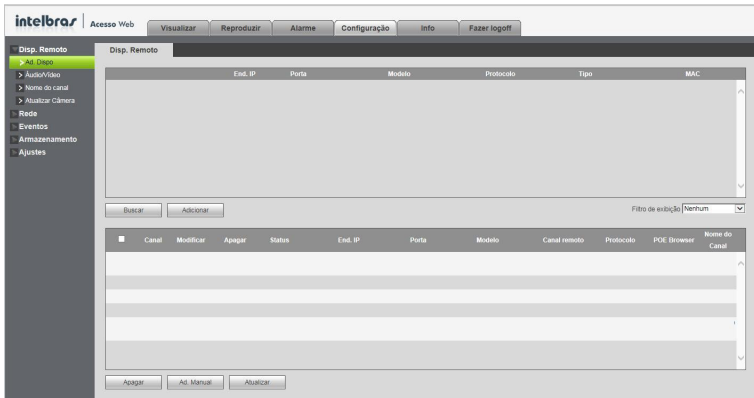 intelbras Acesso Web
Visualizar Reproduzir Alarme Configuração Info Fazer logoff
Disp. Remoto
Ad. Dispo
Áudio/Vídeo
Nome do canal
Atualizar Câmera
Rede
Eventos
Armazenamento
Ajustes
Disp. Remoto
End. IP Porta Modelo Protocolo Tipo MAC
Buscar Adicionar Filtro de exibição Nenhum
Canal Modificar Apagar Status End. IP Porta Modelo Canal remoto Protocolo POE Browser Nome do Canal
Apagar Ad. Manual Atualizar